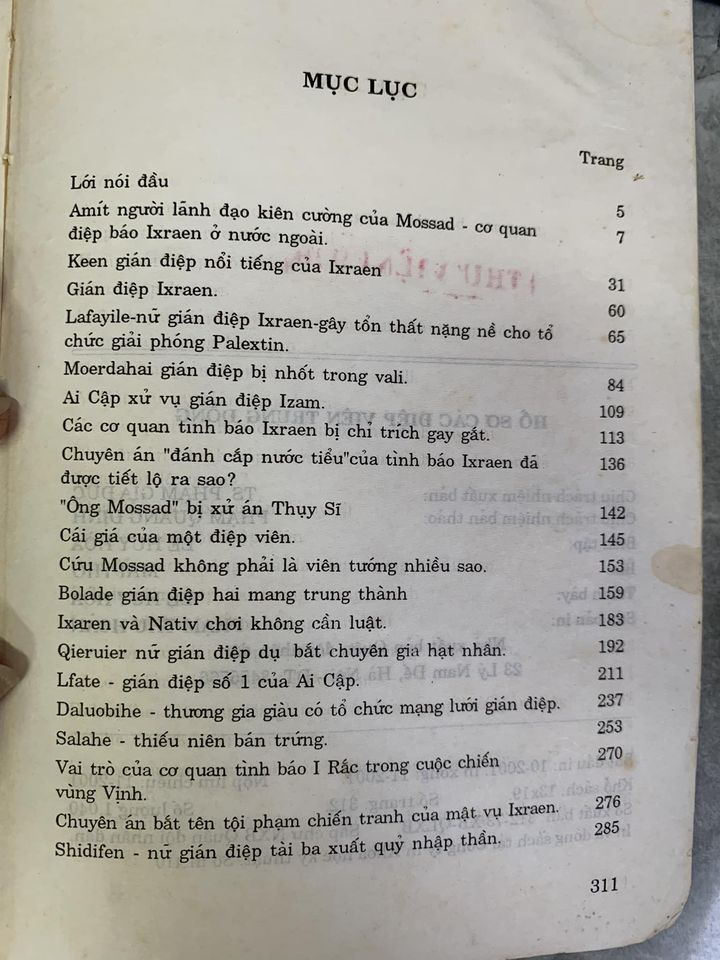 MỤC LỤC
Trang
Lới nói đầu 5
Amít người lãnh đạo kiên cường của Mossad - cơ quan
điệp báo Ixraen ở nước ngoài. 7
Keen gián điệp nổi tiếng của Ixraen 31
Gián điệp Ixraen. 60
Lafayile-nữ gián điệp Ixraen-gây tổn thất nặng nề cho tổ
chức giải phóng Palextin. 65
Moerdahai gián điệp bị nhốt trong vali. 84
Ai Cập xử vụ gián điệp Izam. 109
Các cơ quan tình báo Ixraen bị chỉ trích gay gắt. 113
Chuyên án "đánh cắp nước tiểu"của tình báo Ixraen đã
được tiết lộ ra sao? 136
"Ông Mossad" bị xử án Thụy Sĩ 142
Cái giá của một điệp viên. 145
Cứu Mossad không phải là viên tướng nhiều sao. 153
Bolade gián điệp hai mang trung thành 159
Ixaren và Nativ chơi không cần luật. 183
Qieruier nữ gián điệp dụ bắt chuyên gia hạt nhân. 192
Lfate - gián điệp số 1 của Ai Cập. 211
Daluobihe - thương gia giàu có tổ chức mạng lưới gián điệp. 237
Salahe - thiếu niên bán trứng. 253
Vai trò của cơ quan tình báo I Rắc trong cuộc chiến 270
vùng Vịnh.
Chuyên án bắt tên tội phạm chiến tranh của mật vụ Ixraen. 276
Shidifen - nữ gián điệp tài ba xuất quỷ nhập thần. 285
311